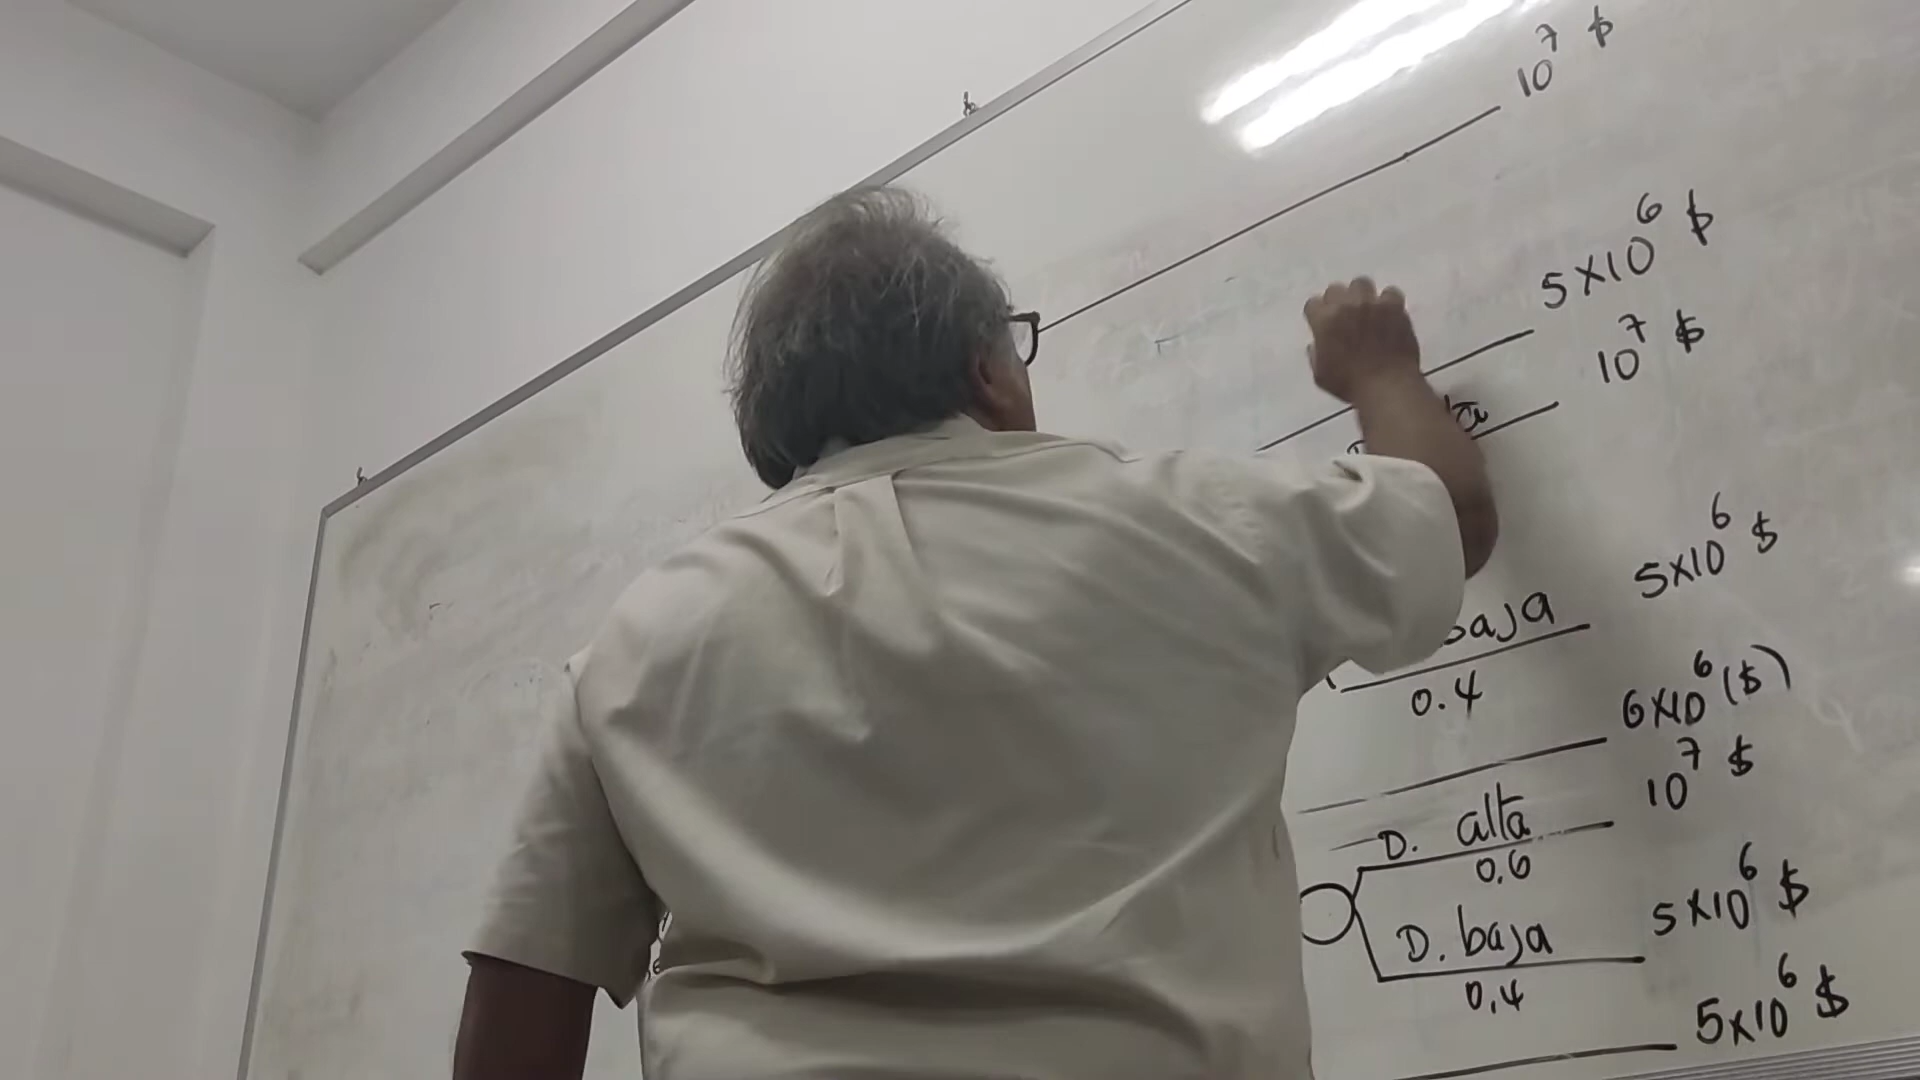 10⁷ $
5x10⁶ $
10⁷ $
5x10⁶ $
baja
0.4
6x10⁶ ($)
10⁷ $
D. alta
0.6
5x10⁶ $
D. baja
0.4
5x10⁶ $